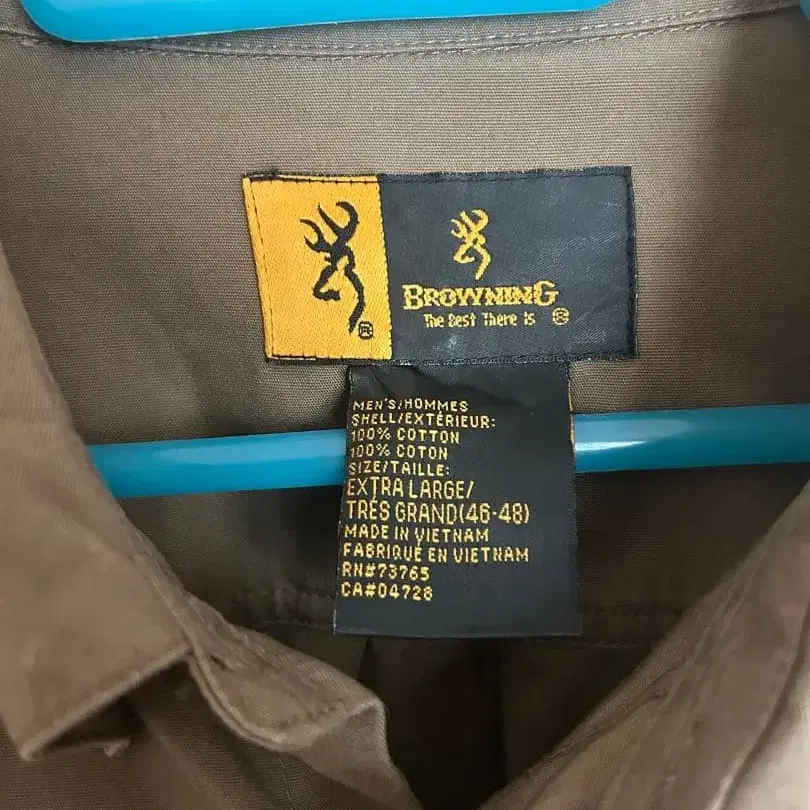 ®
BROWNING
The Best There Is ®
MEN'S/HOMMES
SHELL/EXTÉRIEUR:
100% COTTON
100% COTON
SIZE/TAILLE:
EXTRA LARGE/
TRÉS GRAND(46-48)
MADE IN VIETNAM
FABRIQUÉ EN VIETNAM
RN#73765
CA#04728